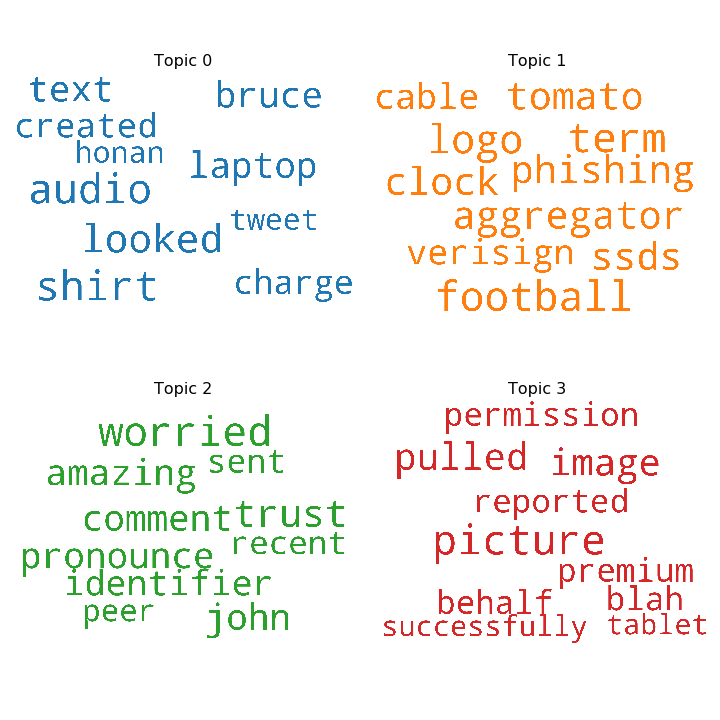 Topic 0
text
bruce
created
honan
laptop
audio
tweet
looked
shirt
charge
Topic 1
cable tomato
logo term
clock phishing
aggregator
verisign ssds
football
Topic 2
worried
amazing sent
comment trust
pronounce recent
identifier
peer john
Topic 3
permission
pulled image
reported
picture
premium
behalf blah
successfully tablet